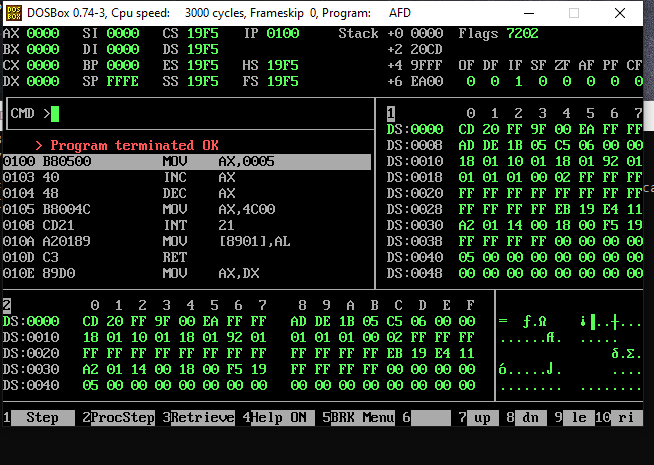 DOSBox 0.74-3, Cpu speed: 3000 cycles, Frameskip 0, Program: AFD
AX 0000 SI 0000 CS 19F5 IP 0100 Stack +0 0000 Flags 7202
BX 0000 DI 0000 DS 19F5 +2 20CD
CX 0000 BP 0000 ES 19F5 HS 19F5 +4 9FFF OF DF IF SF ZF AF PF CF
DX 0000 SP FFFE SS 19F5 FS 19F5 +6 EA00 0 0 1 0 0 0 0 0
CMD >
1 0 1 2 3 4 5 6 7
DS:0000 CD 20 FF 9F 00 EA FF FF
DS:0008 AD DE 1B 05 C5 06 00 00
DS:0010 18 01 10 01 18 01 92 01
DS:0018 01 01 01 00 02 FF FF FF
DS:0020 FF FF FF FF FF FF FF FF
DS:0028 FF FF FF FF EB 19 E4 11
DS:0030 A2 01 14 00 18 00 F5 19
DS:0038 FF FF FF FF 00 00 00 00
DS:0040 05 00 00 00 00 00 00 00
DS:0048 00 00 00 00 00 00 00 00
> Program terminated OK
0100 B80500 MOV AX,0005
0103 40 INC AX
0104 48 DEC AX
0105 B8004C MOV AX,4C00
0108 CD21 INT 21
010A A20189 MOV [8901],AL
010D C3 RET
010E 89D0 MOV AX,DX
2 0 1 2 3 4 5 6 7 8 9 A B C D E F
DS:0000 CD 20 FF 9F 00 EA FF FF AD DE 1B 05 C5 06 00 00
DS:0010 18 01 10 01 18 01 92 01 01 01 01 00 02 FF FF FF
DS:0020 FF FF FF FF FF FF FF FF FF FF FF FF EB 19 E4 11
DS:0030 A2 01 14 00 18 00 F5 19 FF FF FF FF 00 00 00 00
DS:0040 05 00 00 00 00 00 00 00 00 00 00 00 00 00 00 00
= ƒ.Ω ¡▐..┼...
.......Æ. .....
δ.Σ.
ó.....⌡. ....
........ ........
1 Step 2ProcStep 3Retrieve 4Help ON 5BRK Menu 6 7 up 8 dn 9 le 10 ri